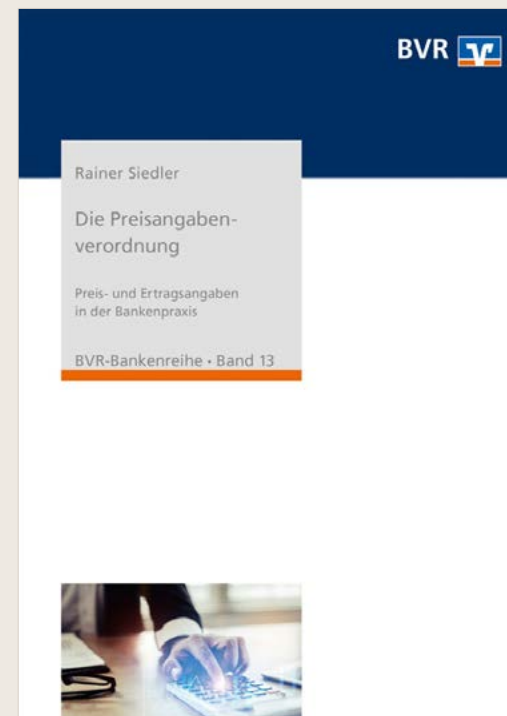 BVR
Rainer Siedler
Die Preisangaben-
verordnung
Preis- und Ertragsangaben
in der Bankenpraxis
BVR-Bankenreihe • Band 13